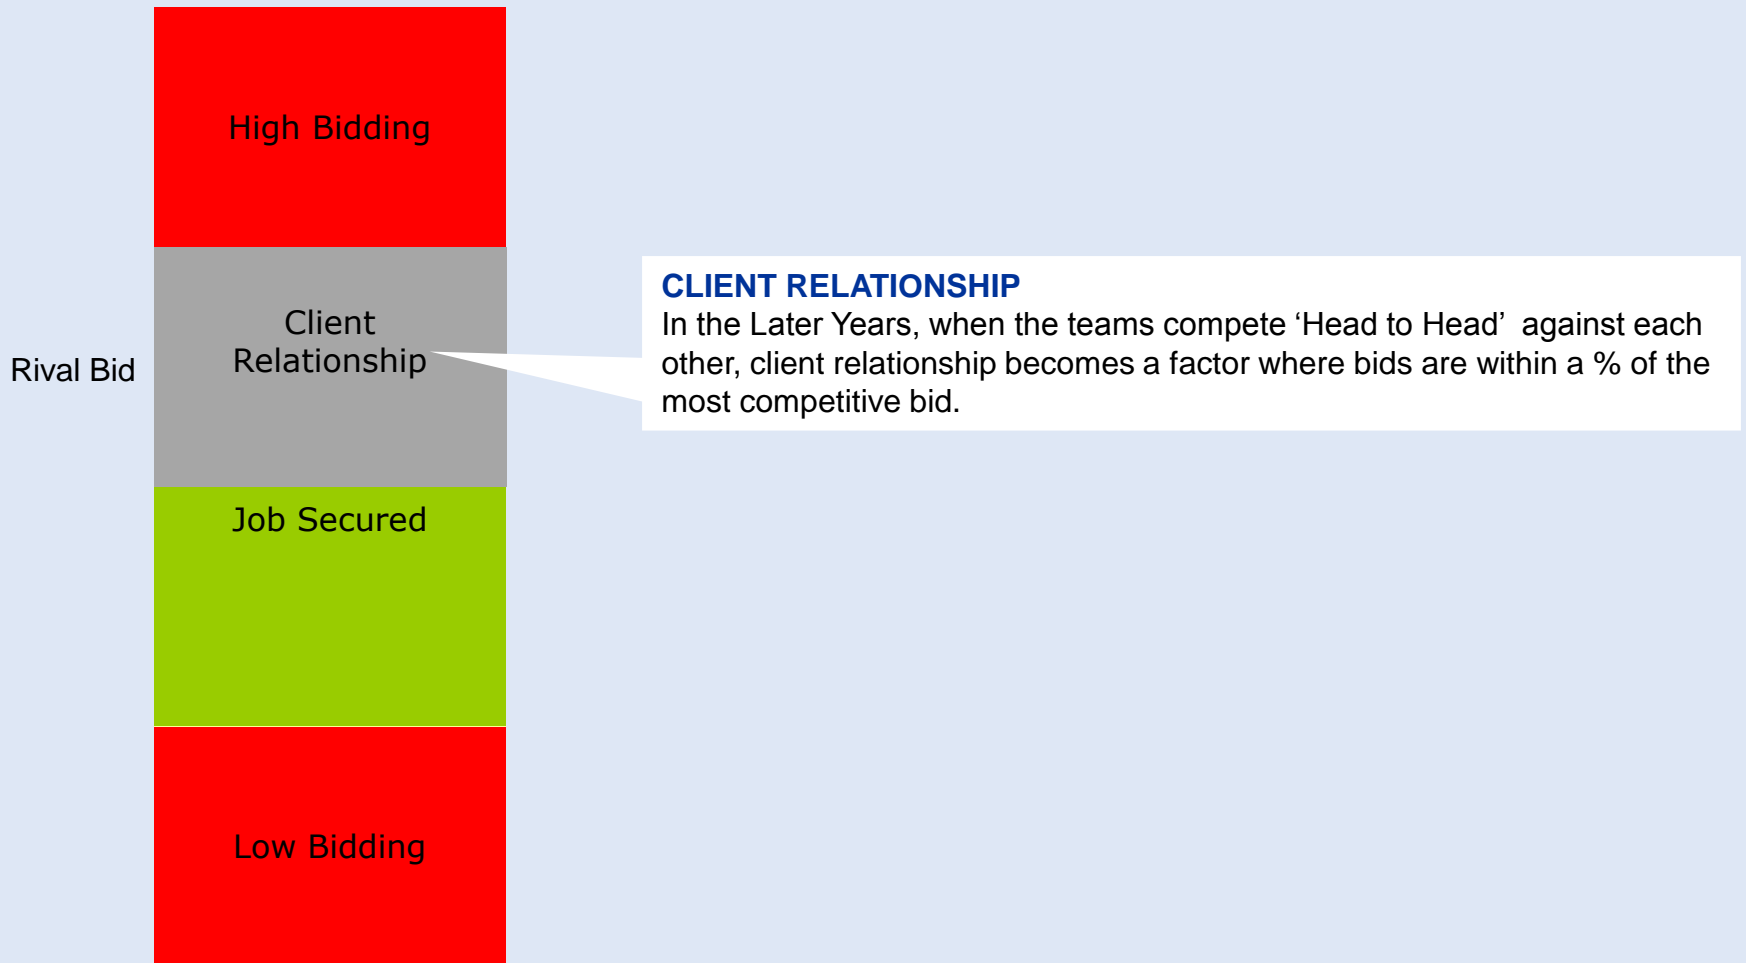 High Bidding
Client
Relationship
Rival Bid
CLIENT RELATIONSHIP
In the Later Years, when the teams compete ‘Head to Head’  against each
other, client relationship becomes a factor where bids are within a % of the
most competitive bid.
Job Secured
Low Bidding